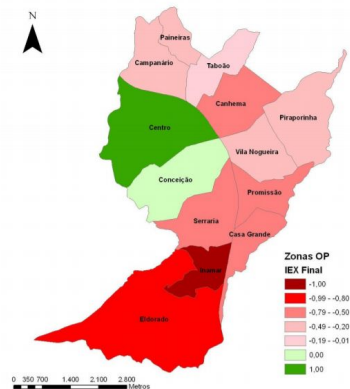 N
Paineiras
Campanário
Taboão
Canhema
Piraporinha
Centro
Vila Nogueira
Conceição
Promissão
Serraria
Casa Grande
Inamar
Eldorado
Zonas OP
IEX Final
-1,00
-0,99 - -0,80
-0,79 - -0,50
-0,49 - -0,20
-0,19 - -0,01
0,00
1,00
0 350 700 1.400 2.100 2.800
Metros